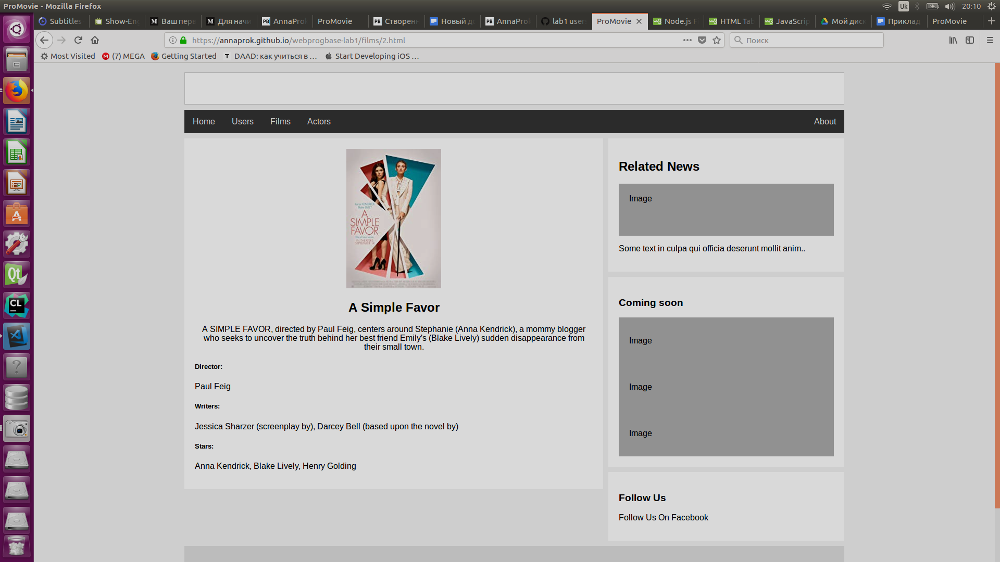 ProMovie - Mozilla Firefox
Uk
20:10
Subtitles
Show-En
Ваш пер
Для начи
AnnaPro
ProMovie
Створен
Новый д
AnnaPro
lab1 user
ProMovie
Node.js F
HTML Tab
JavaScrip
Мой диск
Приклад
ProMovie
https://annaprok.github.io/webprogbase-lab1/films/2.html
Поиск
Most Visited
(7) MEGA
Getting Started
DAAD: как учиться в …
Start Developing iOS …
Home
Users
Films
Actors
About
A
SIMPLE
FAVOR
A Simple Favor
A SIMPLE FAVOR, directed by Paul Feig, centers around Stephanie (Anna Kendrick), a mommy blogger
who seeks to uncover the truth behind her best friend Emily's (Blake Lively) sudden disappearance from
their small town.
Director:
Paul Feig
Writers:
Jessica Sharzer (screenplay by), Darcey Bell (based upon the novel by)
Stars:
Anna Kendrick, Blake Lively, Henry Golding
Related News
Image
Some text in culpa qui officia deserunt mollit anim..
Coming soon
Image
Image
Image
Follow Us
Follow Us On Facebook